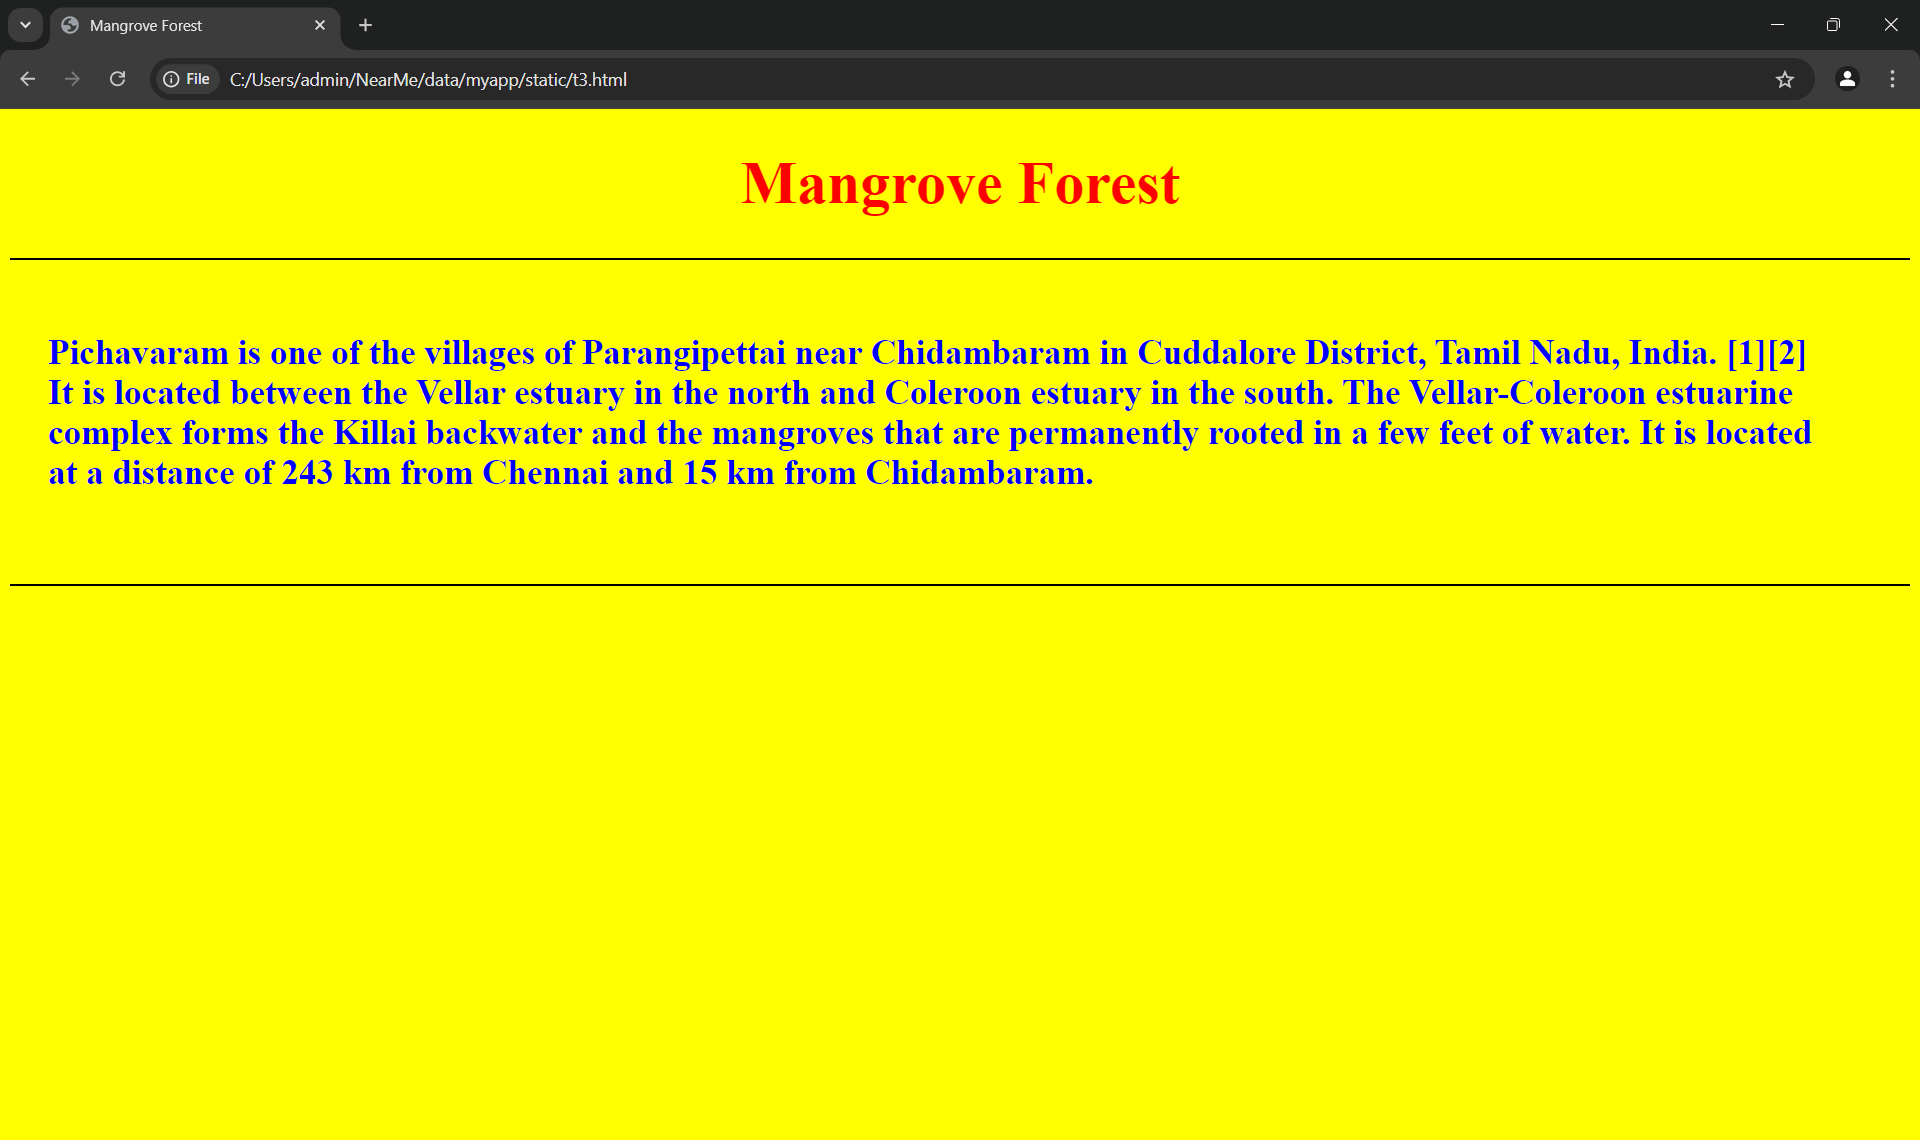 Mangrove Forest
File
C:/Users/admin/NearMe/data/myapp/static/t3.html
Mangrove Forest
Pichavaram is one of the villages of Parangipettai near Chidambaram in Cuddalore District, Tamil Nadu, India. [1][2]
It is located between the Vellar estuary in the north and Coleroon estuary in the south. The Vellar-Coleroon estuarine
complex forms the Killai backwater and the mangroves that are permanently rooted in a few feet of water. It is located
at a distance of 243 km from Chennai and 15 km from Chidambaram.